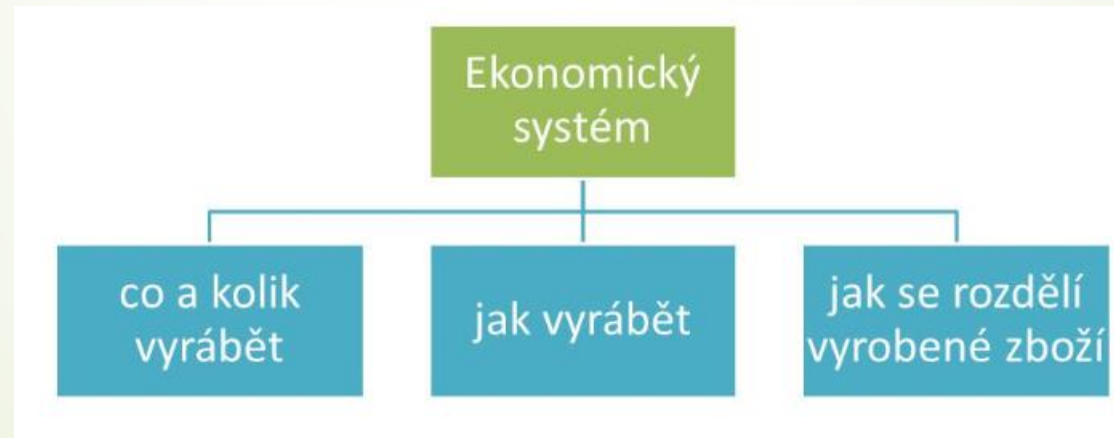 Ekonomický
systém
co a kolik
vyrábět
jak vyrábět
jak se rozdělí
vyrobené zboží